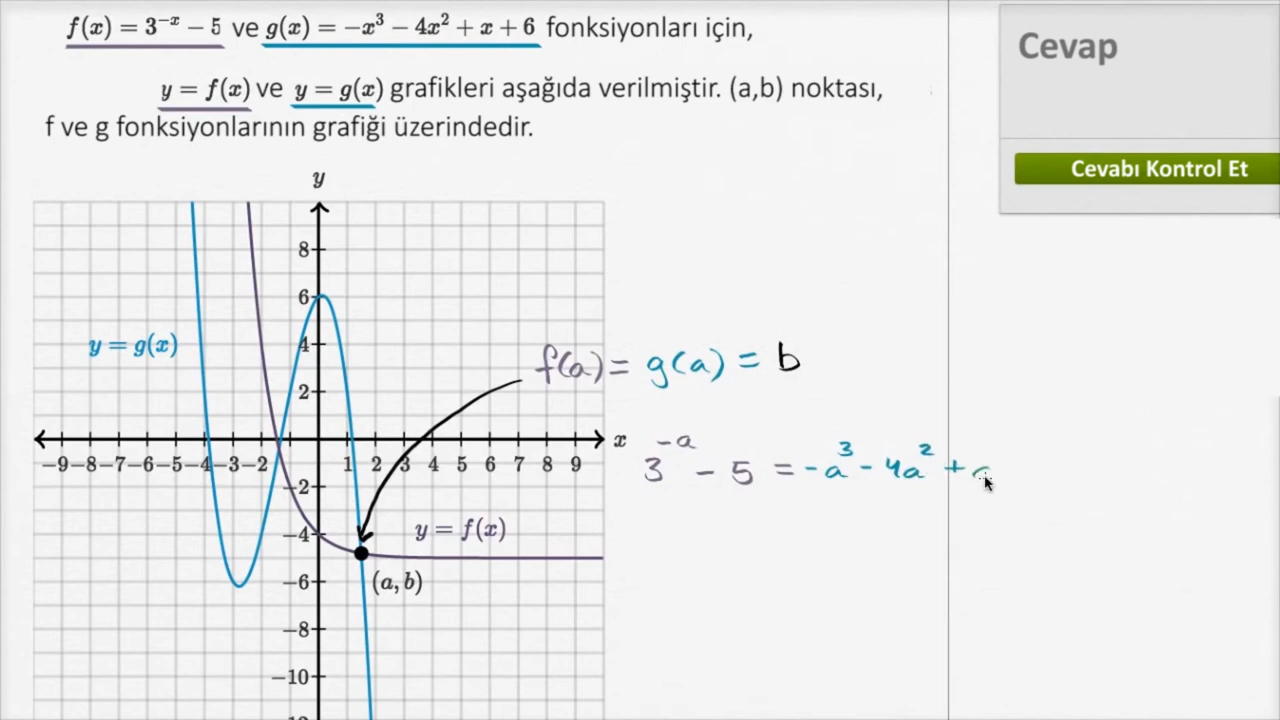 f(x) = 3⁻ˣ − 5 ve g(x) = −x³ − 4x² + x + 6 fonksiyonları için,
y = f(x) ve y = g(x) grafikleri aşağıda verilmiştir. (a,b) noktası,
f ve g fonksiyonlarının grafiği üzerindedir.
Cevap
Cevabı Kontrol Et
y
8
6
y = g(x)
4
f(a) = g(a) = b
2
x
−9 −8 −7 −6 −5 −4 −3 −2 1 2 3 4 5 6 7 8 9
3⁻ᵃ − 5 = −a³ − 4a² +
−2
−4
y = f(x)
−6
(a, b)
−8
−10